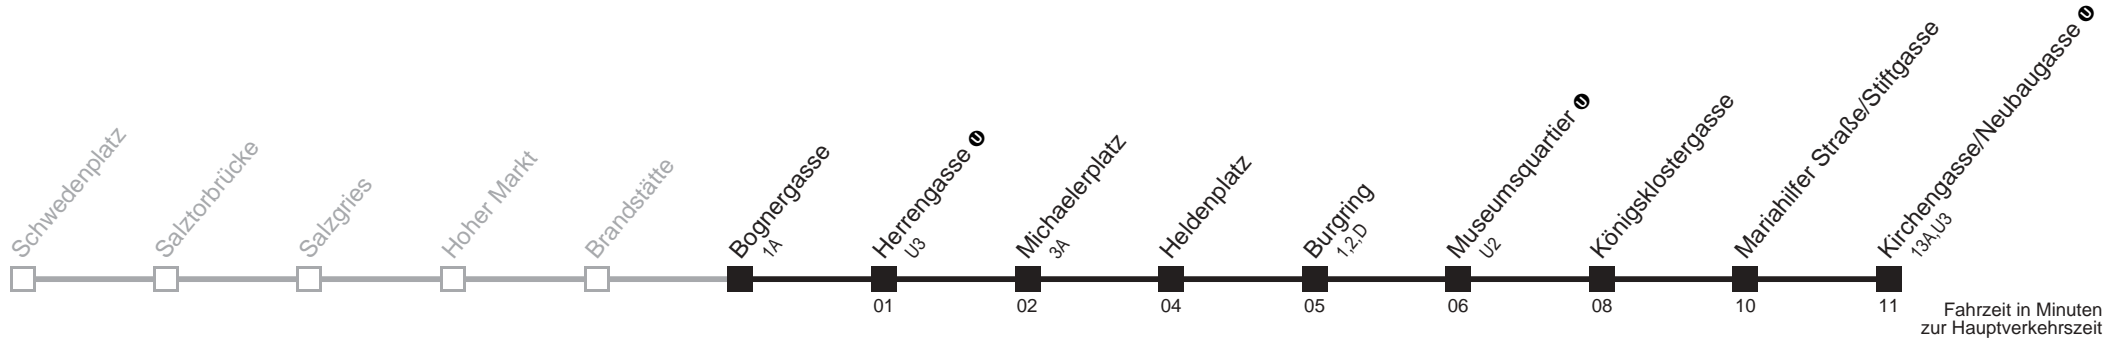 Schwedenplatz
Salztorbrücke
Salzgries
Hoher Markt
Brandstätte
Bognergasse
1A
Herrengasse U
U3
Michaelerplatz
3A
Heldenplatz
Burgring
1,2,D
Museumsquartier U
U2
Königsklostergasse
Mariahilfer Straße/Stiftgasse
Kirchengasse/Neubaugasse U
13A,U3
01
02
04
05
06
08
10
11
Fahrzeit in Minuten
zur Hauptverkehrszeit